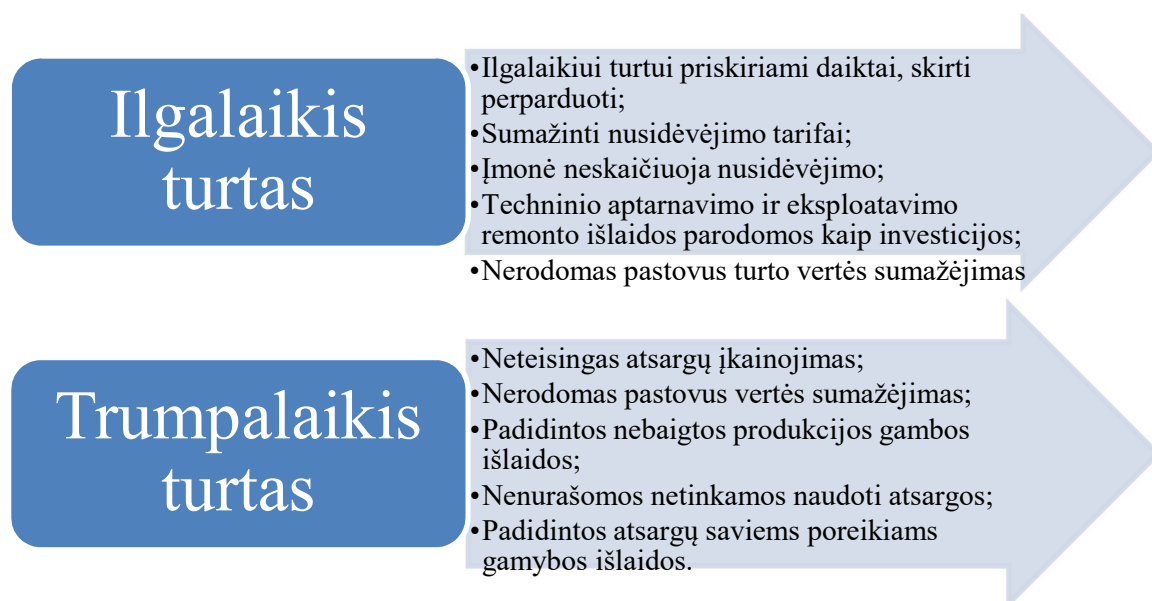 Ilgalaikis
turtas
•Ilgalaikiui turtui priskiriami daiktai, skirti
perparduoti;
•Sumažinti nusidėvėjimo tarifai;
•Įmonė neskaičiuoja nusidėvėjimo;
•Techninio aptarnavimo ir eksploatavimo
remonto išlaidos parodomos kaip investicijos;
•Nerodomas pastovus turto vertės sumažėjimas
Trumpalaikis
turtas
•Neteisingas atsargų įkainojimas;
•Nerodomas pastovus vertės sumažėjimas;
•Padidintos nebaigtos produkcijos gambos
išlaidos;
•Nenurašomos netinkamos naudoti atsargos;
•Padidintos atsargų saviems poreikiams
gamybos išlaidos.